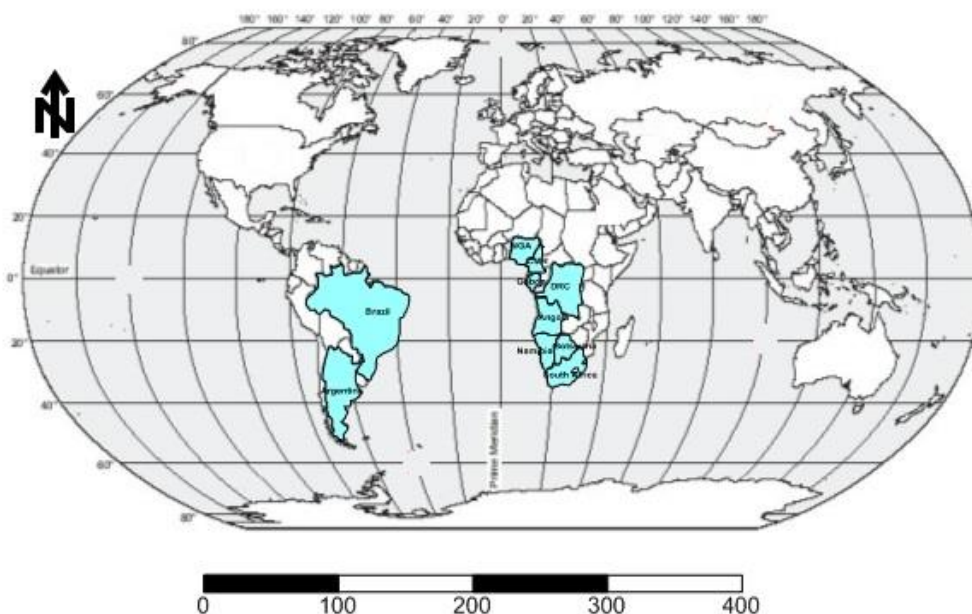 180° 160° 140° 120° 100° 80° 60° 40° 20° 0° 20° 40° 60° 80° 100° 120° 140° 160° 180°
80°
N
60°
40°
20°
NGA
Equator
0°
DRC
Brazil
Angola
20°
Namibia Botswana
South Africa
Argentina
40°
Prime Meridian
60°
80°
0 100 200 300 400